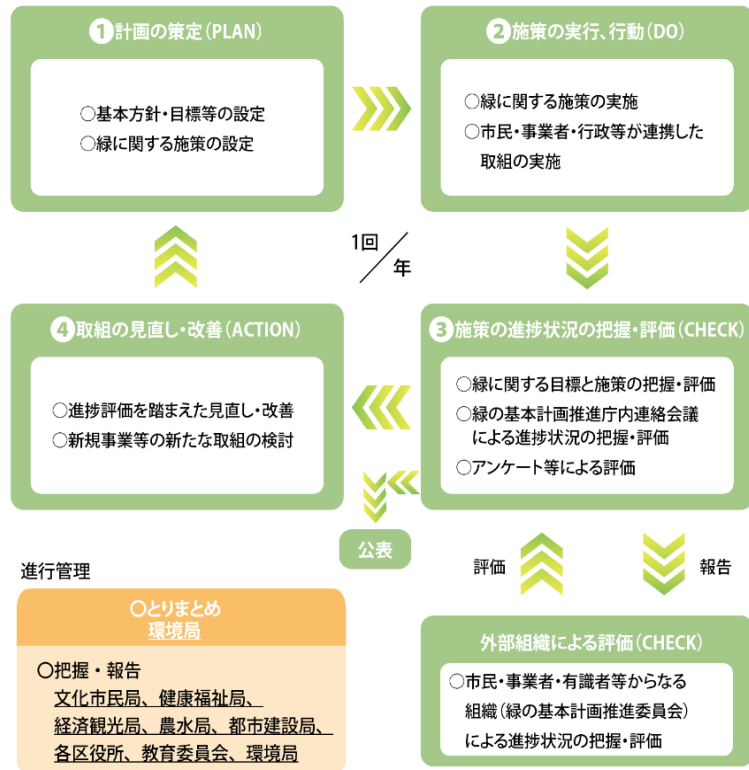 ❶計画の策定(PLAN)
○基本方針・目標等の設定
○緑に関する施策の設定
❷施策の実行、行動(DO)
○緑に関する施策の実施
○市民・事業者・行政等が連携した
取組の実施
1回/年
❹取組の見直し・改善(ACTION)
○進捗評価を踏まえた見直し・改善
○新規事業等の新たな取組の検討
❸施策の進捗状況の把握・評価(CHECK)
○緑に関する目標と施策の把握・評価
○緑の基本計画推進庁内連絡会議
による進捗状況の把握・評価
○アンケート等による評価
公表
評価
報告
進行管理
○とりまとめ
環境局
○把握・報告
文化市民局、健康福祉局、
経済観光局、農水局、都市建設局、
各区役所、教育委員会、環境局
外部組織による評価(CHECK)
○市民・事業者・有識者等からなる
組織(緑の基本計画推進委員会)
による進捗状況の把握・評価